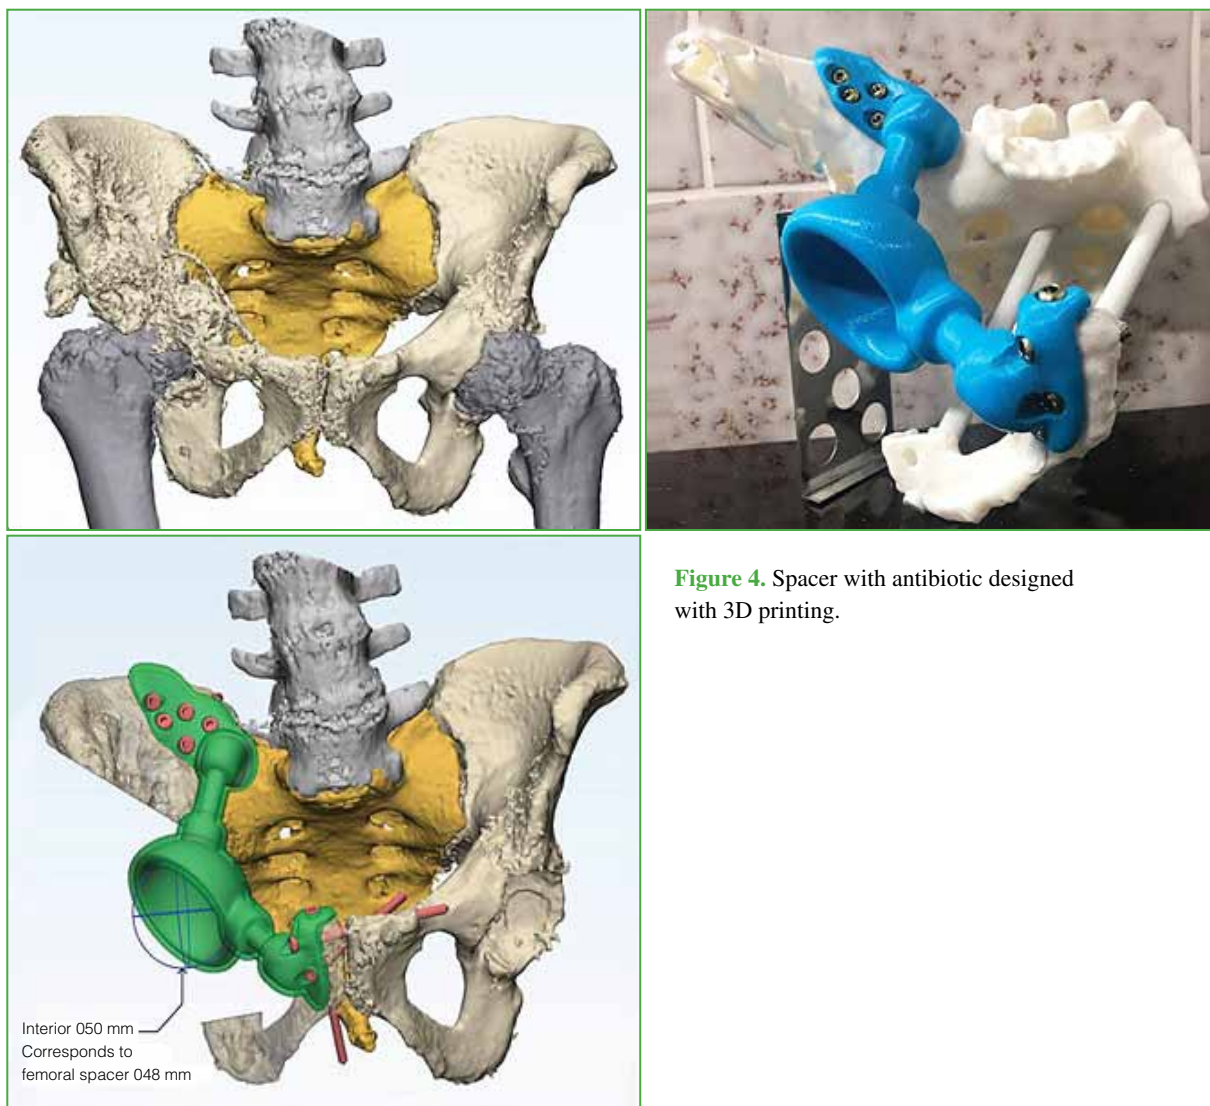 Figure 4. Spacer with antibiotic designed
with 3D printing.
Interior 050 mm
Corresponds to
femoral spacer 048 mm